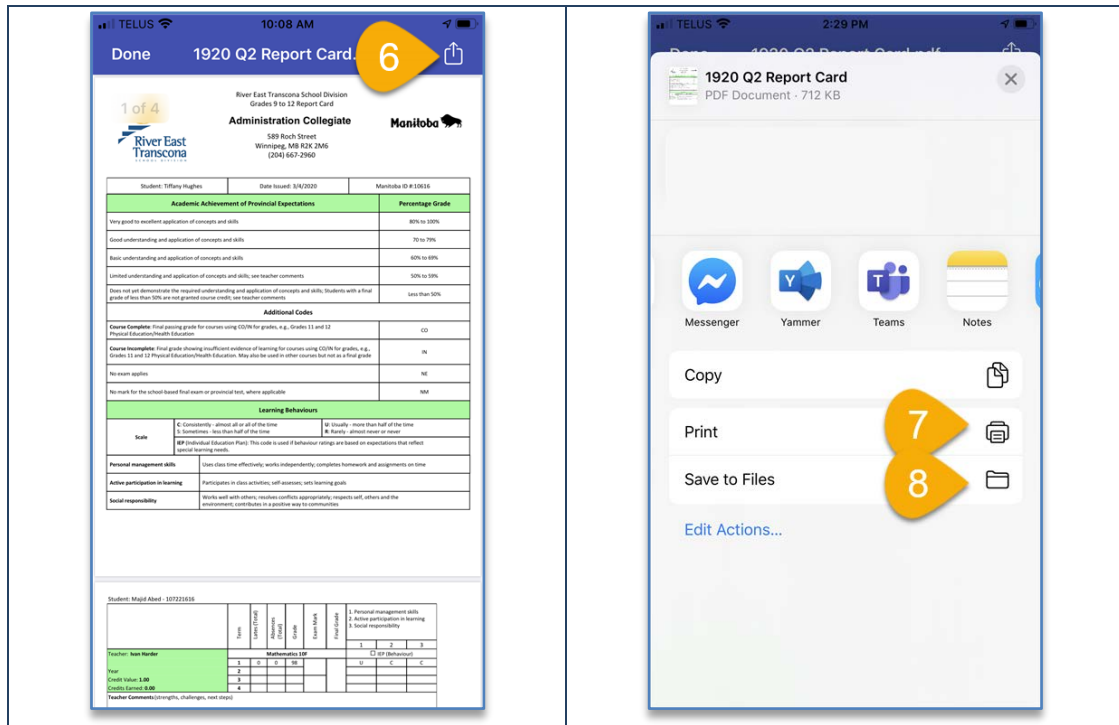 TELUS 10:08 AM
Done 1920 Q2 Report Card. 6
1 of 4
River East Transcona School Division
Grades 9 to 12 Report Card
Administration Collegiate
589 Roch Street
Winnipeg, MB R2K 2M6
(204) 667-2960
River East
Transcona
SCHOOL DIVISION
Manitoba
Student: Tiffany Hughes Date Issued: 3/4/2020 Manitoba ID #:10616
Academic Achievement of Provincial Expectations Percentage Grade
Very good to excellent application of concepts and skills 80% to 100%
Good understanding and application of concepts and skills 70 to 79%
Basic understanding and application of concepts and skills 60% to 69%
Limited understanding and application of concepts and skills; see teacher comments 50% to 59%
Does not yet demonstrate the required understanding and application of concepts and skills; Students with a final
grade of less than 50% are not granted course credit; see teacher comments Less than 50%
Additional Codes
Course Complete: Final passing grade for courses using CO/IN for grades, e.g., Grades 11 and 12
Physical Education/Health Education CO
Course Incomplete: Final grade showing insufficient evidence of learning for courses using CO/IN for grades, e.g.,
Grades 11 and 12 Physical Education/Health Education. May also be used in other courses but not as a final grade IN
No exam applies NE
No mark for the school-based final exam or provincial test, where applicable NM
Learning Behaviours
Scale
C: Consistently - almost all or all of the time U: Usually - more than half of the time
S: Sometimes - less than half of the time R: Rarely - almost never or never
IEP (Individual Education Plan): This code is used if behaviour ratings are based on expectations that reflect
special learning needs.
Personal management skills Uses class time effectively; works independently; completes homework and assignments on time
Active participation in learning Participates in class activities; self-assesses; sets learning goals
Social responsibility Works well with others; resolves conflicts appropriately; respects self, others and the
environment; contributes in a positive way to communities
Student: Majid Abed - 107221616
Term Lates (Total) Absences (Total) Grade Exam Mark Final Grade
1. Personal management skills
2. Active participation in learning
3. Social responsibility
1 2 3
Teacher: Ivan Harder Mathematics 10F IEP (Behaviour)
1 0 0 98 U C C
Year 2
Credit Value: 1.00 3
Credits Earned: 0.00 4
Teacher Comments (strengths, challenges, next steps)
TELUS 2:29 PM
Done 1920 Q2 Report Card.pdf
1920 Q2 Report Card
PDF Document · 712 KB
Messenger Yammer Teams Notes
Copy
Print 7
Save to Files 8
Edit Actions...